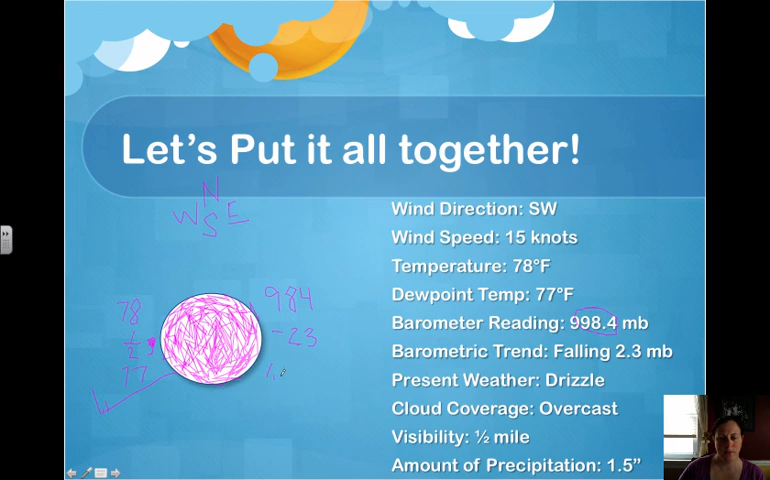 Let's Put it all together!
N
W S E
Wind Direction: SW
Wind Speed: 15 knots
Temperature: 78°F
Dewpoint Temp: 77°F
Barometer Reading: 998.4 mb
Barometric Trend: Falling 2.3 mb
Present Weather: Drizzle
Cloud Coverage: Overcast
Visibility: ½ mile
Amount of Precipitation: 1.5”
78
984
½
-23
77